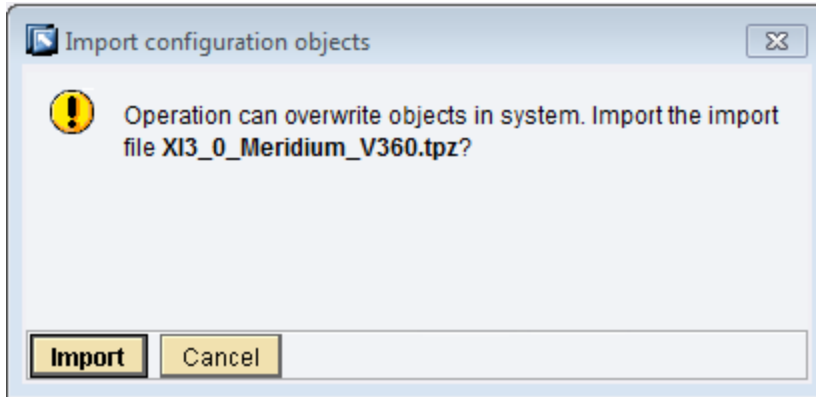 Import configuration objects
Operation can overwrite objects in system. Import the import
file XI3_0_Meridium_V360.tpz?
Import
Cancel